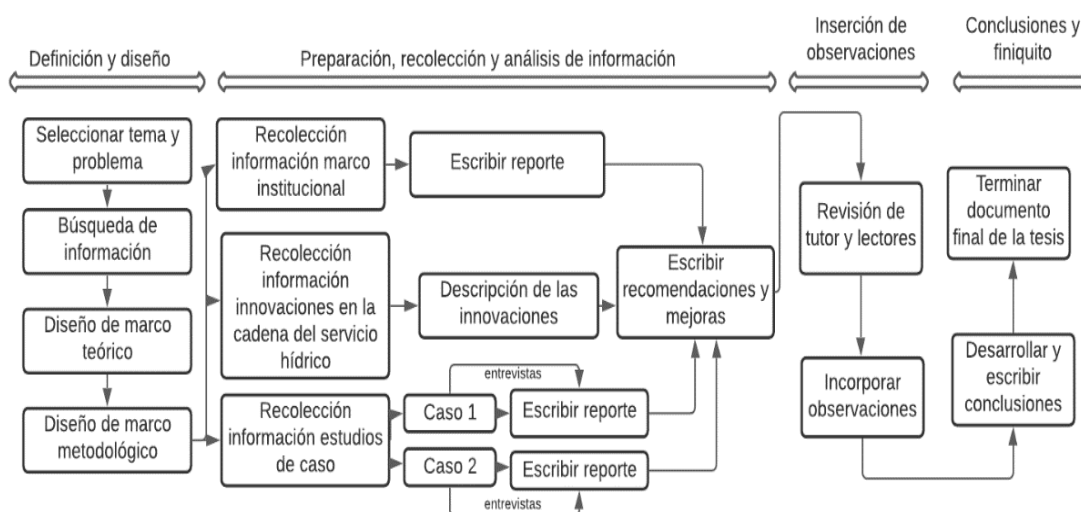 Definición y diseño
Preparación, recolección y análisis de información
Inserción de
observaciones
Conclusiones y
finiquito
Seleccionar tema y
problema
Búsqueda de
información
Diseño de marco
teórico
Diseño de marco
metodológico
Recolección
información marco
institucional
Escribir reporte
Recolección
información
innovaciones en la
cadena del servicio
hídrico
Descripción de las
innovaciones
Recolección
información estudios
de caso
entrevistas
Caso 1
Escribir reporte
Caso 2
Escribir reporte
entrevistas
Escribir
recomendaciones y
mejoras
Revisión de
tutor y lectores
Incorporar
observaciones
Terminar
documento
final de la tesis
Desarrollar y
escribir
conclusiones